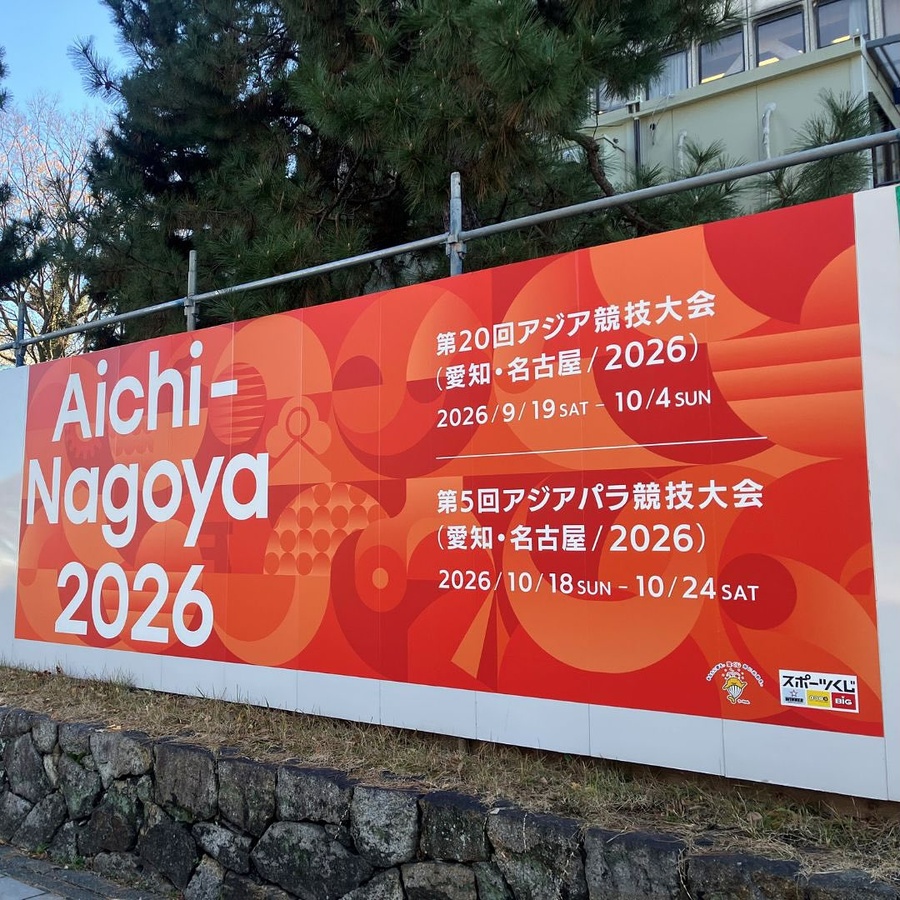 Aichi-
Nagoya
2026
第20回アジア競技大会
(愛知・名古屋/2026)
2026/9/19 SAT – 10/4 SUN
第5回アジアパラ競技大会
(愛知・名古屋/2026)
2026/10/18 SUN – 10/24 SAT
スポーツくじ
WINNER
BIG